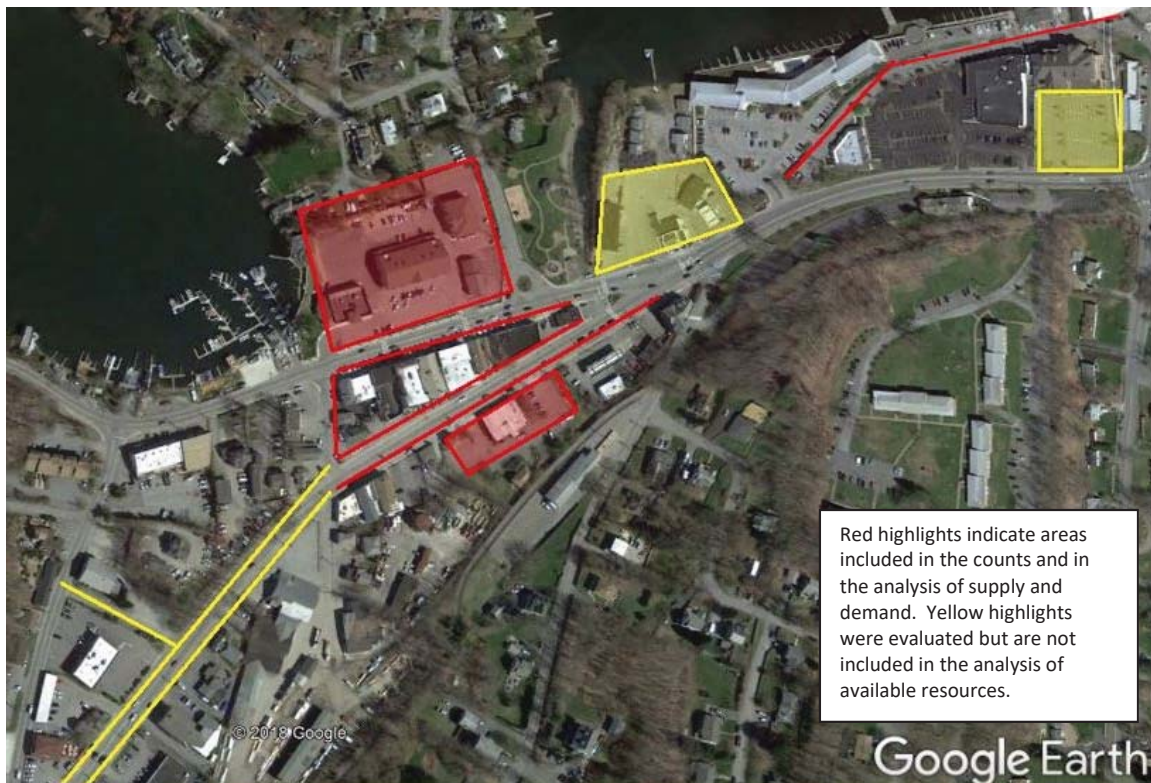 Red highlights indicate areas
included in the counts and in
the analysis of supply and
demand.  Yellow highlights
were evaluated but are not
included in the analysis of
available resources.
© 2018 Google
Google Earth